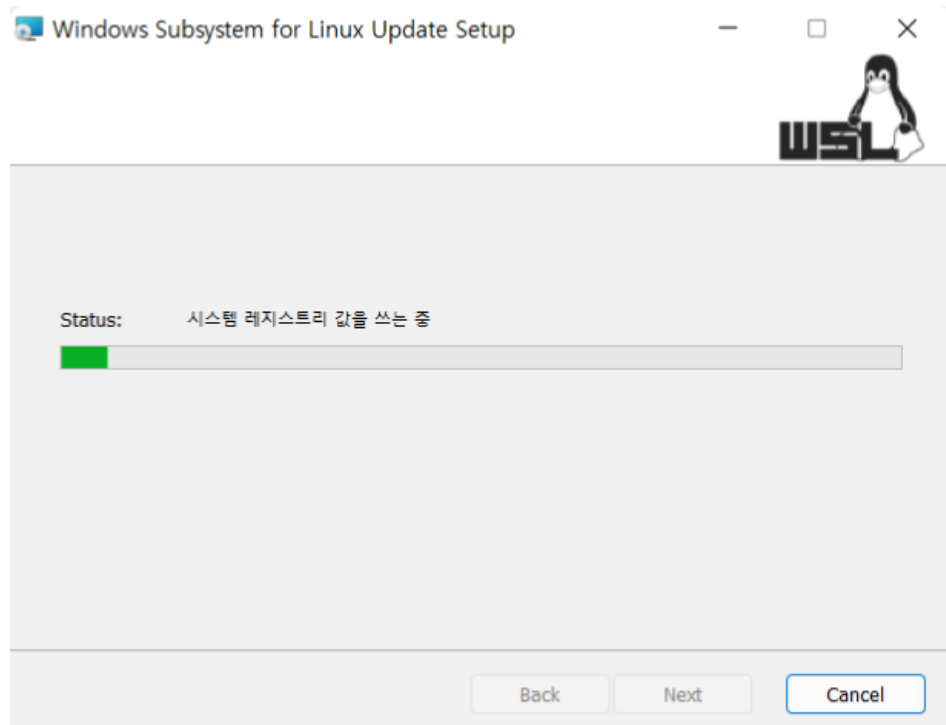 Windows Subsystem for Linux Update Setup
WSL
Status: 시스템 레지스트리 값을 쓰는 중
Back Next Cancel